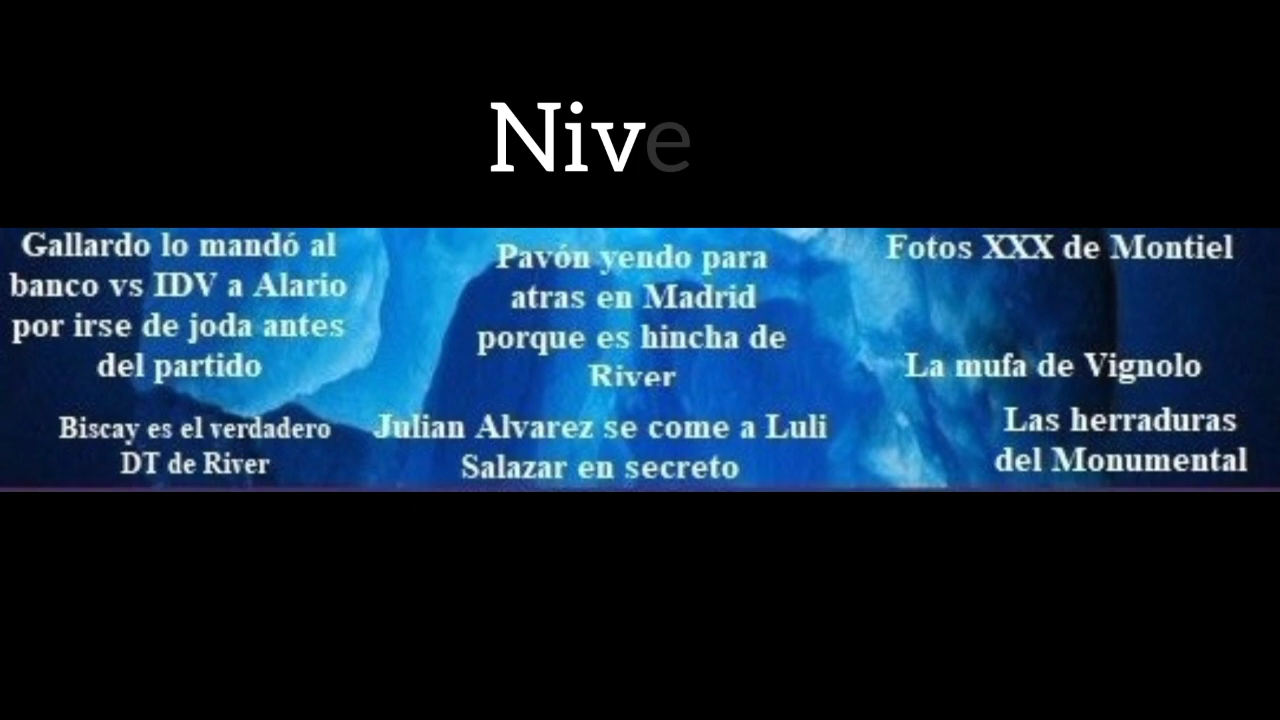 Nive
Gallardo lo mandó al
banco vs IDV a Alario
por irse de joda antes
del partido
Pavón yendo para
atras en Madrid
porque es hincha de
River
Fotos XXX de Montiel
La mufa de Vignolo
Biscay es el verdadero
DT de River
Julian Alvarez se come a Luli
Salazar en secreto
Las herraduras
del Monumental